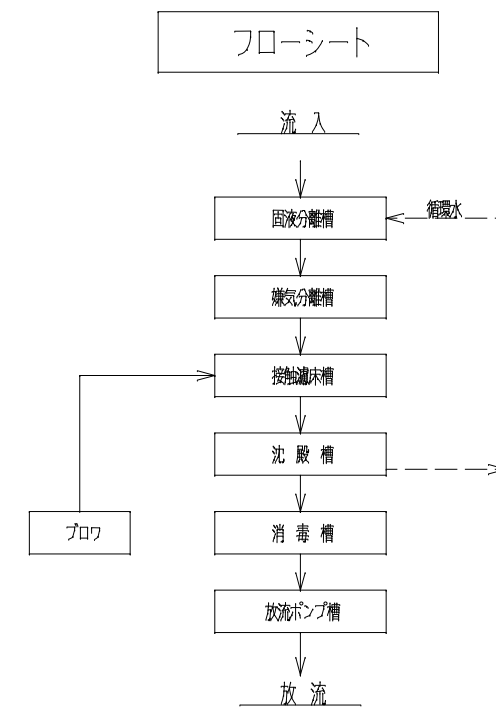 フローシート
流 入
循環水
固液分離槽
嫌気分離槽
接触濾床槽
沈 殿 槽
ブロワ
消 毒 槽
放流ポンプ槽
放 流